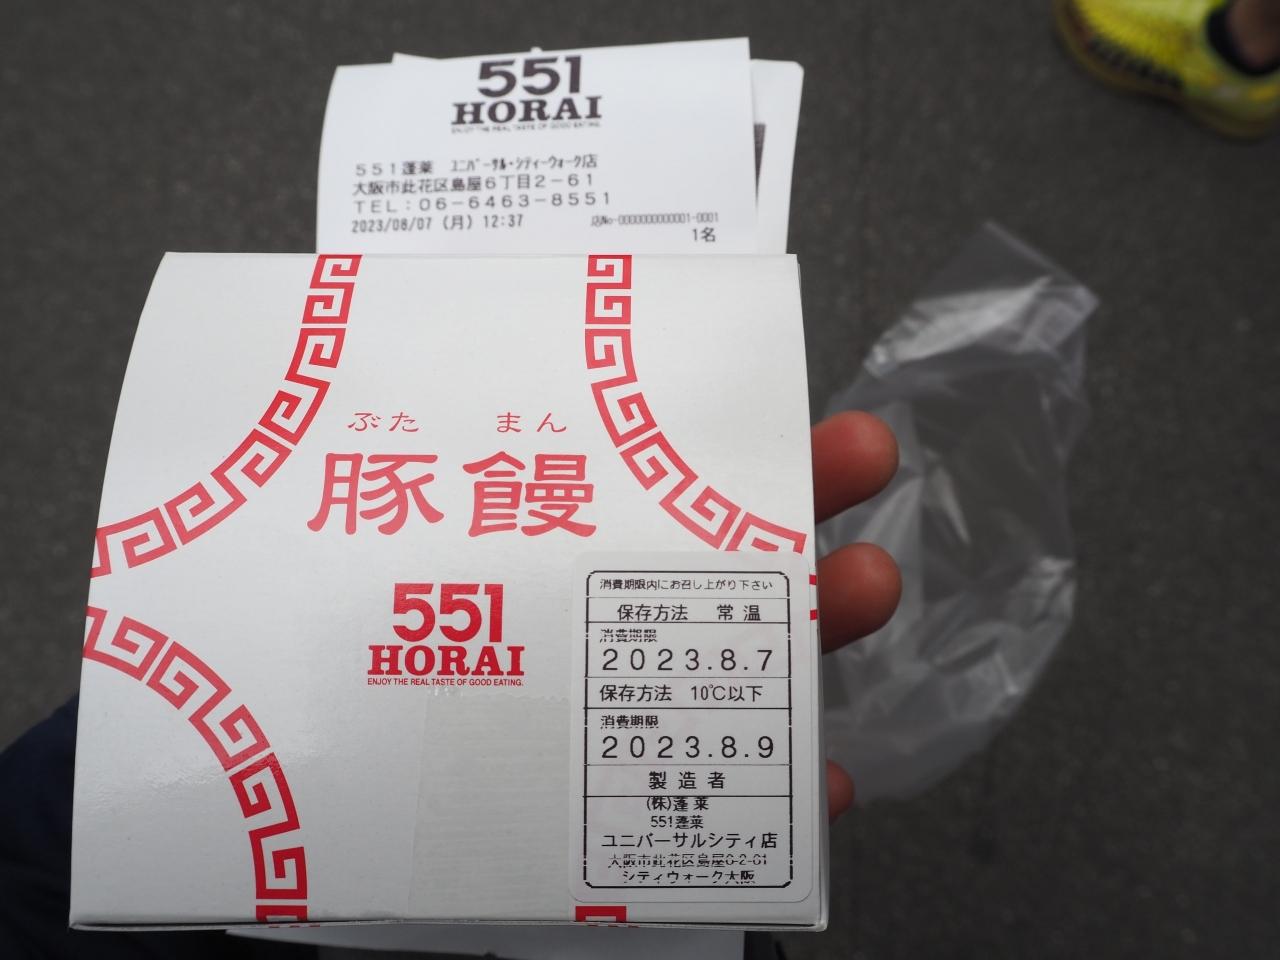 551
HORAI
ENJOY THE REAL TASTE OF GOOD EATING.
551蓬莱 ユニバーサル・シティーウォーク店
大阪市此花区島屋6丁目2-61
TEL:06-6463-8551
2023/08/07 (月) 12:37
店No-0000000000001-0001
1名
ぶた まん
豚饅
551
HORAI
ENJOY THE REAL TASTE OF GOOD EATING.
消費期限内にお召し上がり下さい
保存方法 常温
消費期限
2023.8.7
保存方法 10℃以下
消費期限
2023.8.9
製造者
(株)蓬莱
551蓬莱
ユニバーサルシティ店
大阪市此花区島屋6-2-61
シティウォーク大阪